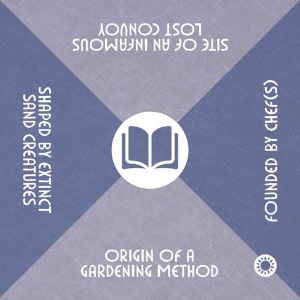 SITE OF AN INFAMOUS
LOST CONVOY
SHAPED BY EXTINCT
SAND CREATURES
FOUNDED BY CHEF(S)
ORIGIN OF A
GARDENING METHOD